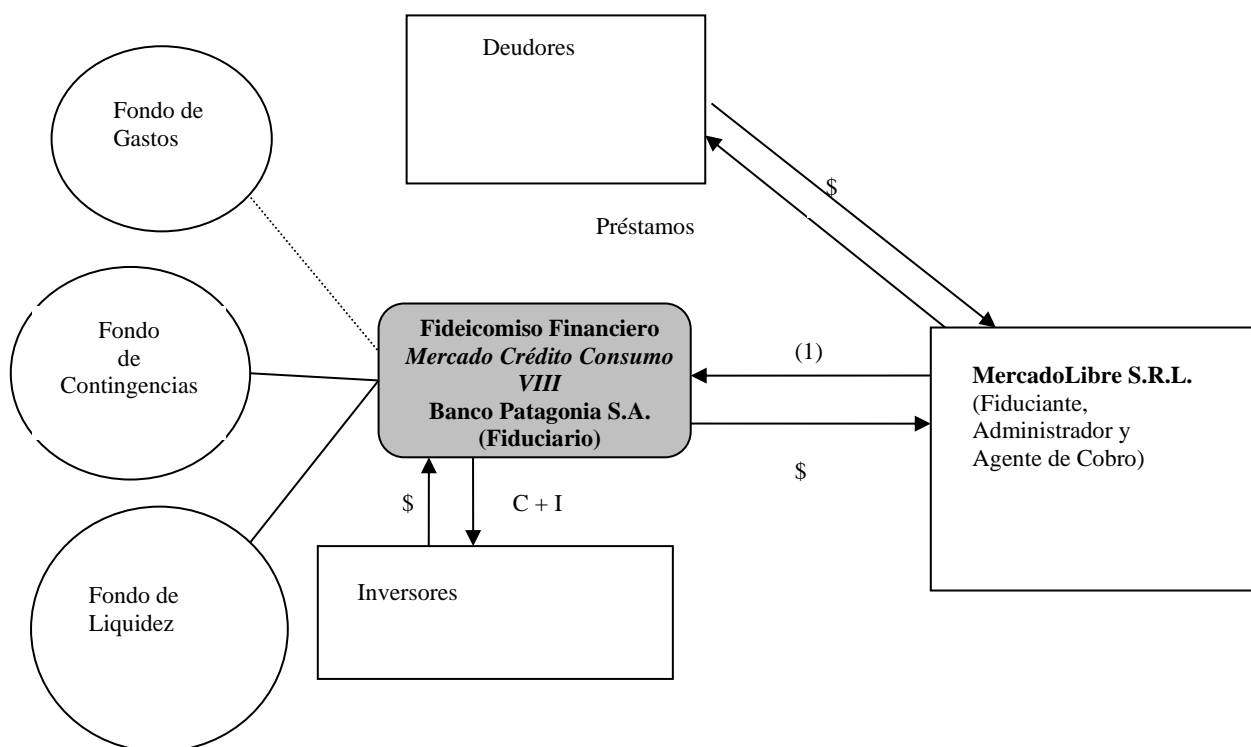 Deudores
Fondo de
Gastos
$
Préstamos
Fondo
de
Contingencias
Fideicomiso Financiero
Mercado Crédito Consumo
VIII
Banco Patagonia S.A.
(Fiduciario)
(1)
MercadoLibre S.R.L.
(Fiduciante,
Administrador y
Agente de Cobro)
$
$
C + I
Fondo de
Liquidez
Inversores